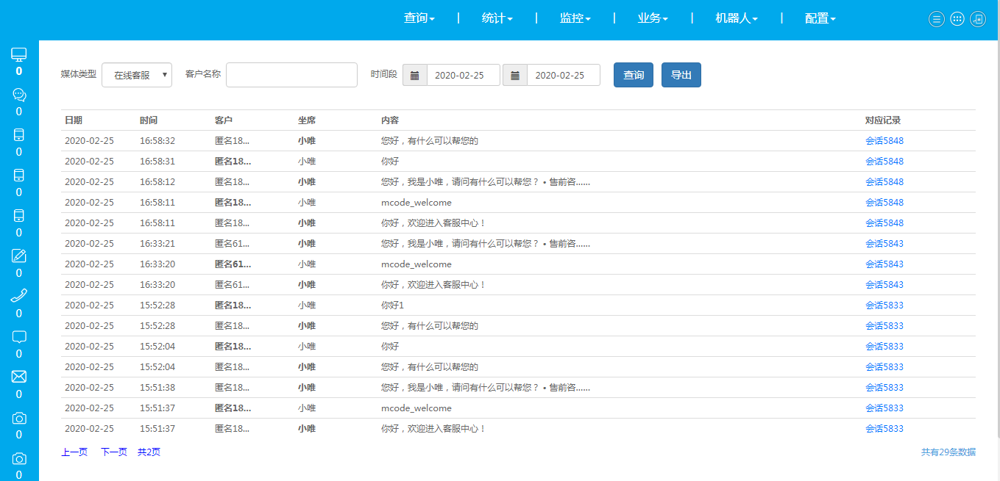 查询 | 统计 | 监控 | 业务 | 机器人 | 配置
0
0
0
0
0
0
0
0
0
0
0
媒体类型 在线客服 客户名称 时间段 2020-02-25 2020-02-25 查询 导出
日期 时间 客户 坐席 内容 对应记录
2020-02-25 16:58:32 匿名18... 小唯 您好，有什么可以帮您的 会话5848
2020-02-25 16:58:31 匿名18... 小唯 你好 会话5848
2020-02-25 16:58:12 匿名18... 小唯 您好，我是小唯，请问有什么可以帮您？ • 售前咨...... 会话5848
2020-02-25 16:58:11 匿名18... 小唯 mcode_welcome 会话5848
2020-02-25 16:58:11 匿名18... 小唯 你好，欢迎进入客服中心！ 会话5848
2020-02-25 16:33:21 匿名61... 小唯 您好，我是小唯，请问有什么可以帮您？ • 售前咨...... 会话5843
2020-02-25 16:33:20 匿名61... 小唯 mcode_welcome 会话5843
2020-02-25 16:33:20 匿名61... 小唯 你好，欢迎进入客服中心！ 会话5843
2020-02-25 15:52:28 匿名18... 小唯 你好1 会话5833
2020-02-25 15:52:28 匿名18... 小唯 您好，有什么可以帮您的 会话5833
2020-02-25 15:52:04 匿名18... 小唯 你好 会话5833
2020-02-25 15:52:04 匿名18... 小唯 您好，有什么可以帮您的 会话5833
2020-02-25 15:51:38 匿名18... 小唯 您好，我是小唯，请问有什么可以帮您？ • 售前咨...... 会话5833
2020-02-25 15:51:37 匿名18... 小唯 mcode_welcome 会话5833
2020-02-25 15:51:37 匿名18... 小唯 你好，欢迎进入客服中心！ 会话5833
上一页 下一页 共2页 共有29条数据